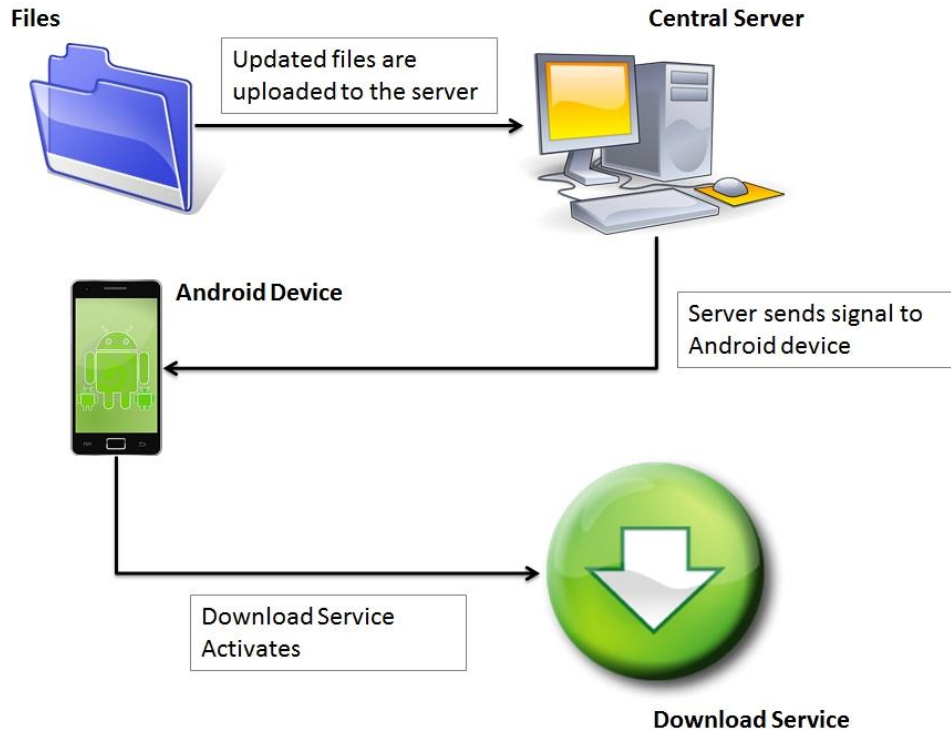 Files
Central Server
Updated files are
uploaded to the server
Android Device
Server sends signal to
Android device
Download Service
Activates
Download Service